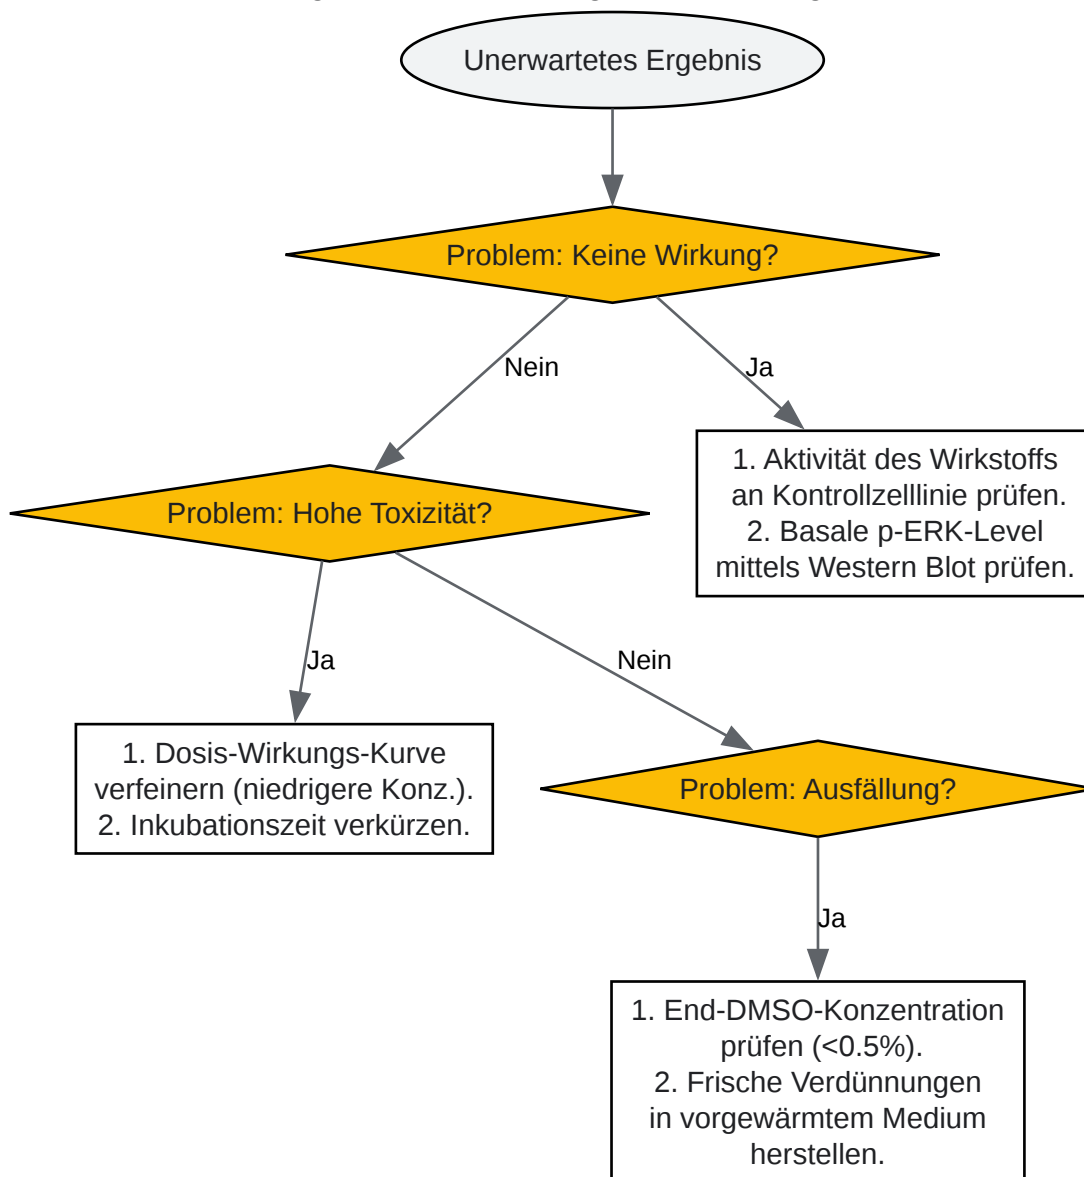 Unerwartetes Ergebnis
Problem: Keine Wirkung?
Nein
Ja
1. Aktivität des Wirkstoffs
an Kontrollzelllinie prüfen.
2. Basale p-ERK-Level
mittels Western Blot prüfen.
Problem: Hohe Toxizität?
Ja
Nein
1. Dosis-Wirkungs-Kurve
verfeinern (niedrigere Konz.).
2. Inkubationszeit verkürzen.
Problem: Ausfällung?
Ja
1. End-DMSO-Konzentration
prüfen (<0.5%).
2. Frische Verdünnungen
in vorgewärmtem Medium
herstellen.